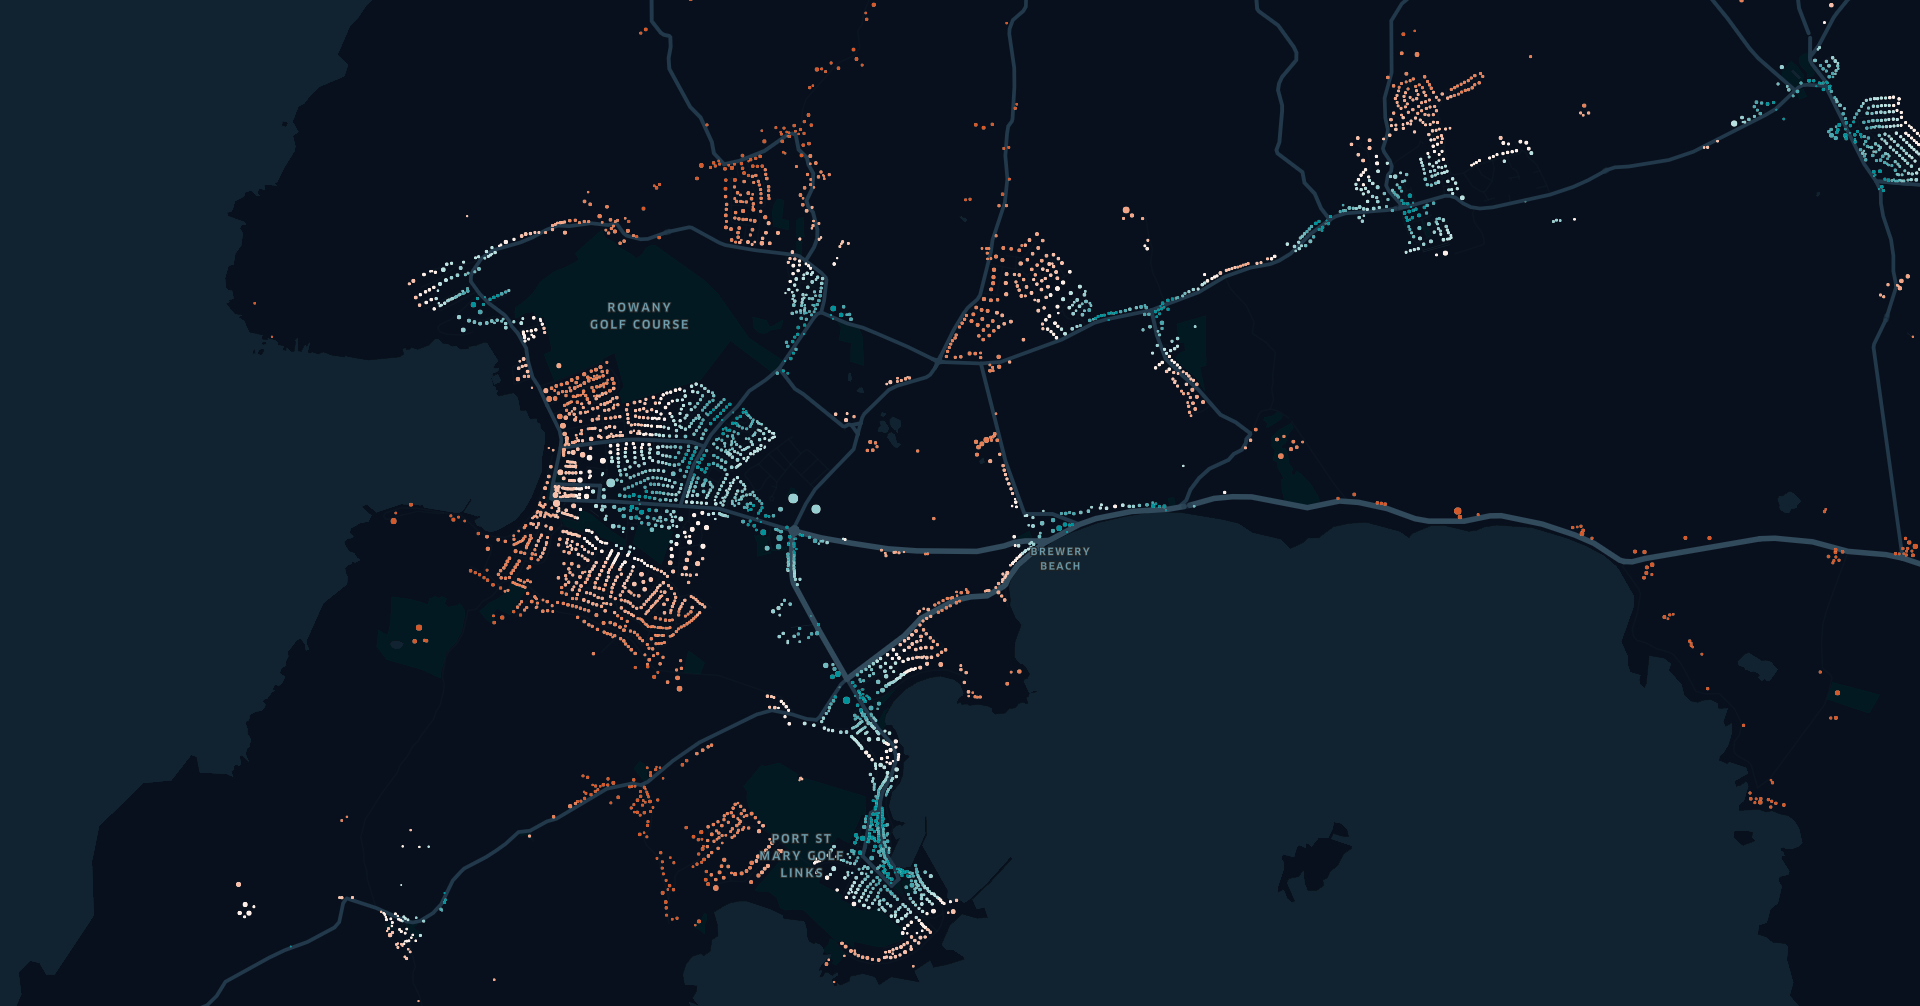 ROWANY
GOLF COURSE
BREWERY
BEACH
PORT ST
MARY GOLF
LINKS